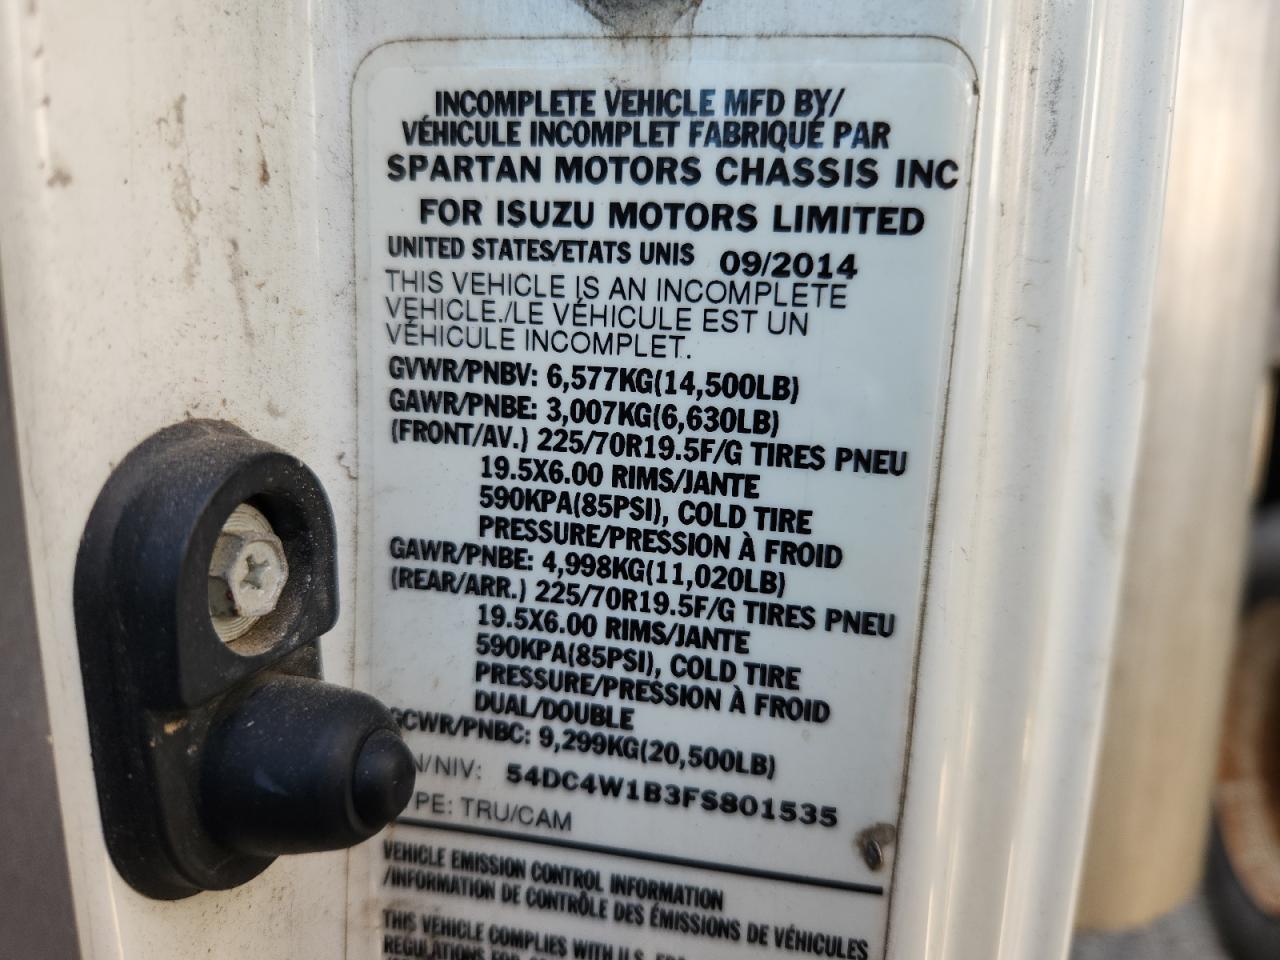 INCOMPLETE VEHICLE MFD BY/
VÉHICULE INCOMPLET FABRIQUÉ PAR
SPARTAN MOTORS CHASSIS INC
FOR ISUZU MOTORS LIMITED
UNITED STATES/ETATS UNIS 09/2014
THIS VEHICLE IS AN INCOMPLETE
VEHICLE./LE VÉHICULE EST UN
VÉHICULE INCOMPLET.
GVWR/PNBV: 6,577KG(14,500LB)
GAWR/PNBE: 3,007KG(6,630LB)
(FRONT/AV.) 225/70R19.5F/G TIRES PNEU
19.5X6.00 RIMS/JANTE
590KPA(85PSI), COLD TIRE
PRESSURE/PRESSION À FROID
GAWR/PNBE: 4,998KG(11,020LB)
(REAR/ARR.) 225/70R19.5F/G TIRES PNEU
19.5X6.00 RIMS/JANTE
590KPA(85PSI), COLD TIRE
PRESSURE/PRESSION À FROID
DUAL/DOUBLE
GCWR/PNBC: 9,299KG(20,500LB)
N/NIV: 54DC4W1B3FS801535
PE: TRU/CAM
VEHICLE EMISSION CONTROL INFORMATION
/INFORMATION DE CONTRÔLE DES ÉMISSIONS DE VÉHICULES
THIS VEHICLE COMPLIES WITH U.S.
REGULATIONS FOR